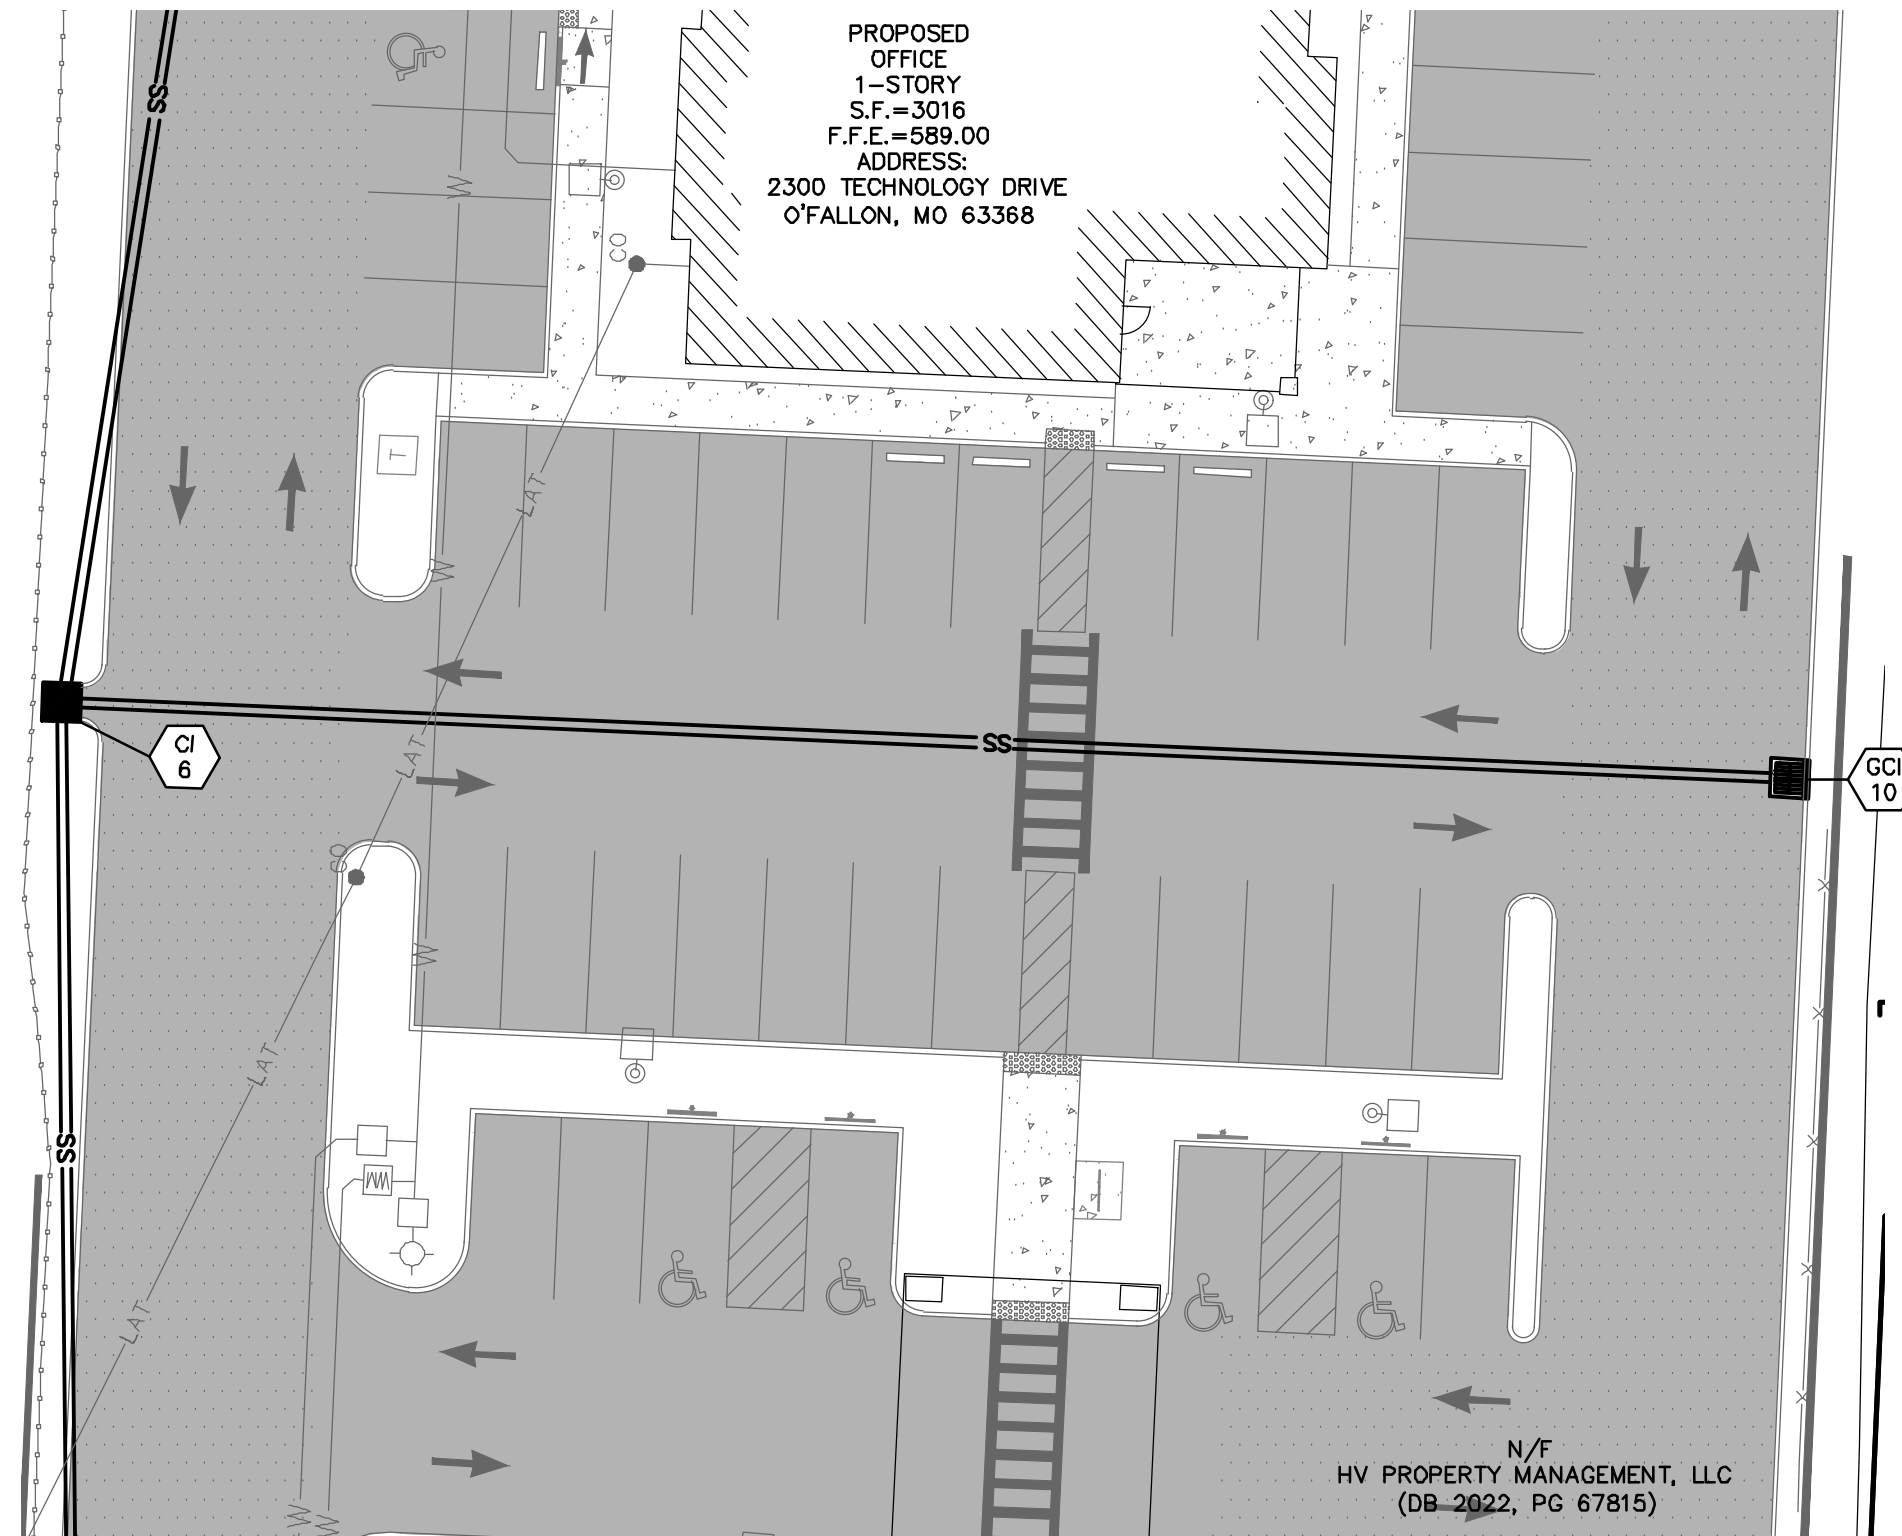 PROPOSED
OFFICE
1-STORY
S.F.=3016
F.F.E.=589.00
ADDRESS:
2300 TECHNOLOGY DRIVE
O'FALLON, MO 63368
SS
W
CO
T
LAT
W
SS
CI
6
LAT
GCI
10
CO
W
LAT
SS
LAT
N/F
HV PROPERTY MANAGEMENT, LLC
(DB 2022, PG 67815)
W
W